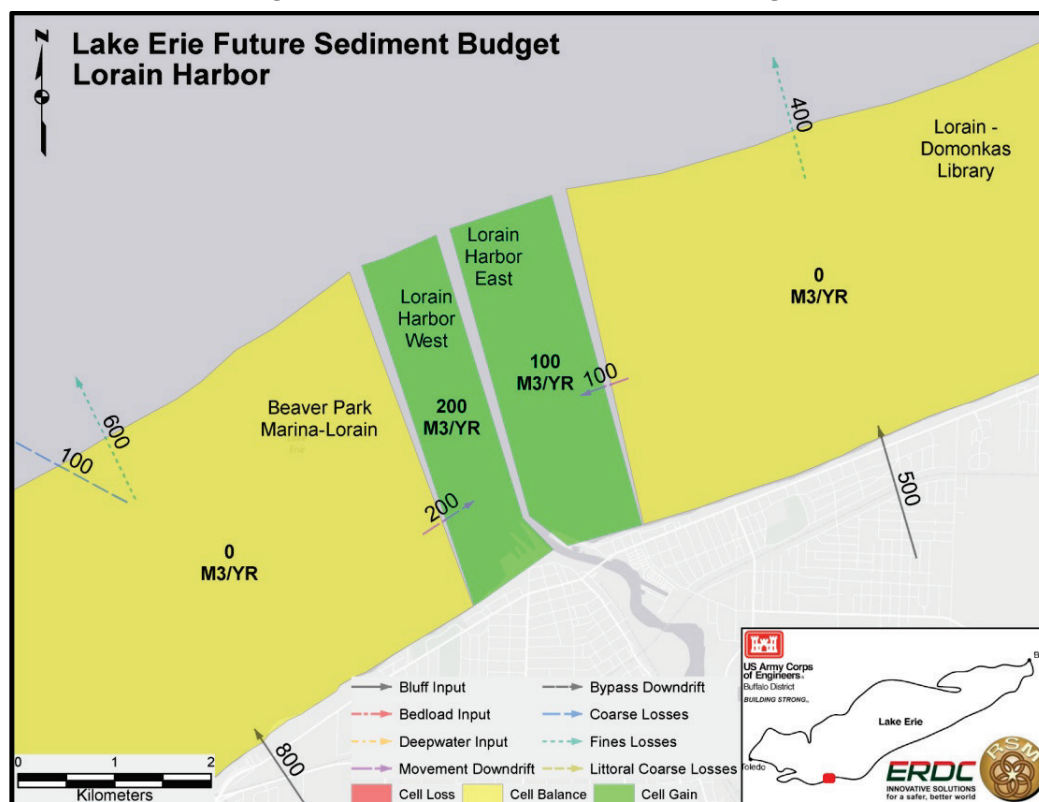 N
Lake Erie Future Sediment Budget
Lorain Harbor
400
Lorain -
Domonkas
Library
Lorain
Harbor
East
0
M3/YR
Lorain
Harbor
West
100
M3/YR
100
200
M3/YR
Beaver Park
Marina-Lorain
600
100
200
500
0
M3/YR
800
Bluff Input
Bedload Input
Deepwater Input
Movement Downdrift
Bypass Downdrift
Coarse Losses
Fines Losses
Littoral Coarse Losses
Cell Loss
Cell Balance
Cell Gain
0
1
2
Kilometers
US Army Corps
of Engineers®
Buffalo District
BUILDING STRONG®
B
Lake Erie
Toledo
ERDC
INNOVATIVE SOLUTIONS
for a safer, better world
RSM